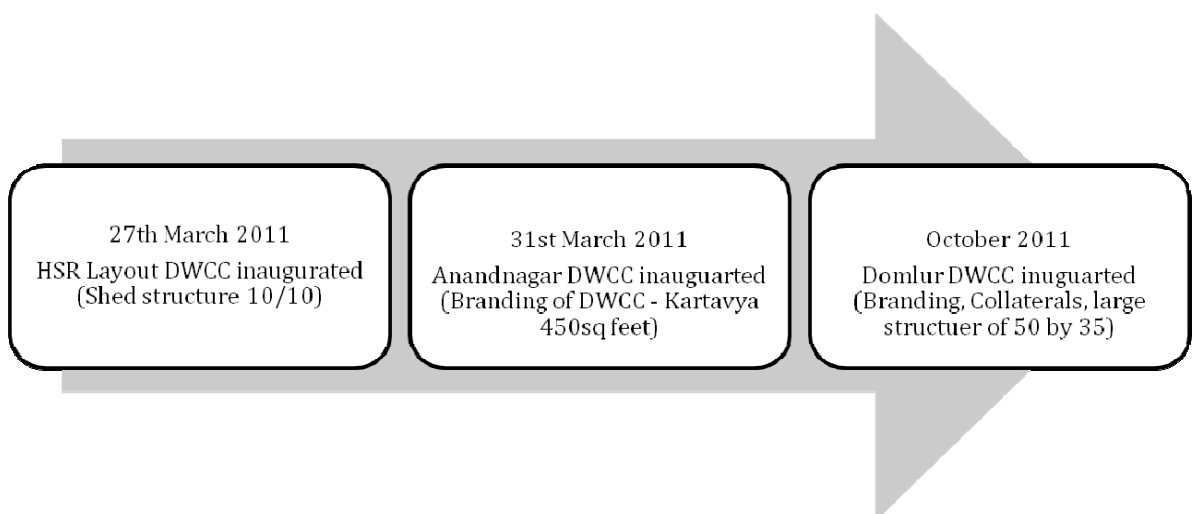 27th March 2011
HSR Layout DWCC inaugurated
(Shed structure 10/10)
31st March 2011
Anandnagar DWCC inauguarted
(Branding of DWCC - Kartavya
450sq feet)
October 2011
Domlur DWCC inuguarted
(Branding, Collaterals, large
structuer of 50 by 35)